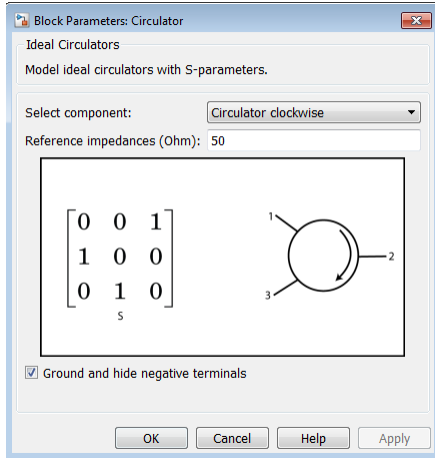 Block Parameters: Circulator
Ideal Circulators
Model ideal circulators with S-parameters.
Select component: Circulator clockwise
Reference impedances (Ohm): 50
0 0 1
1 0 0
0 1 0
S
1
2
3
Ground and hide negative terminals
OK Cancel Help Apply